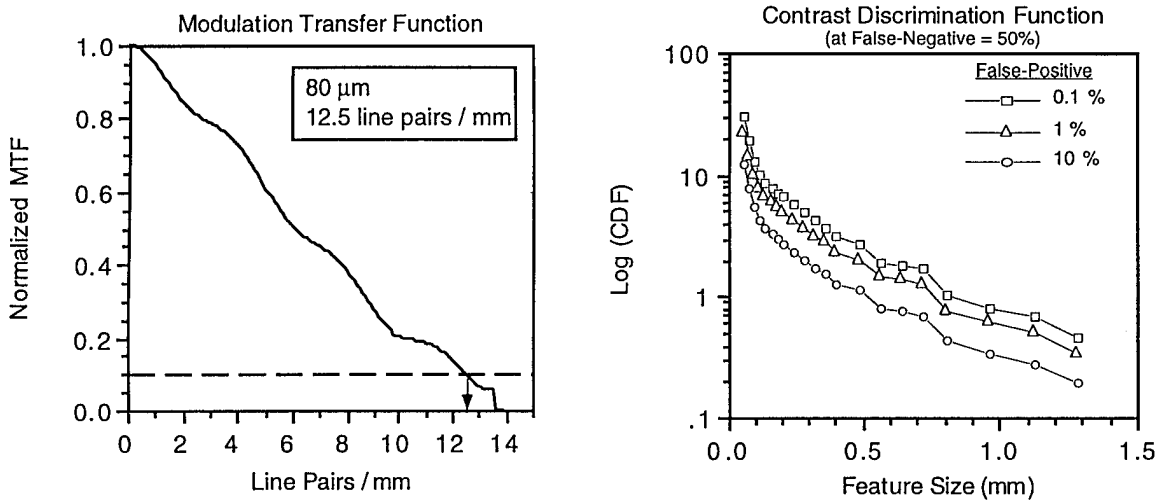 Modulation Transfer Function
1.0
0.8
0.6
0.4
0.2
0.0
Normalized MTF
80 µm
12.5 line pairs / mm
0 2 4 6 8 10 12 14
Line Pairs / mm
Contrast Discrimination Function
(at False-Negative = 50%)
100
10
1
.1
Log (CDF)
False-Positive
0.1 %
1 %
10 %
0.0 0.5 1.0 1.5
Feature Size (mm)